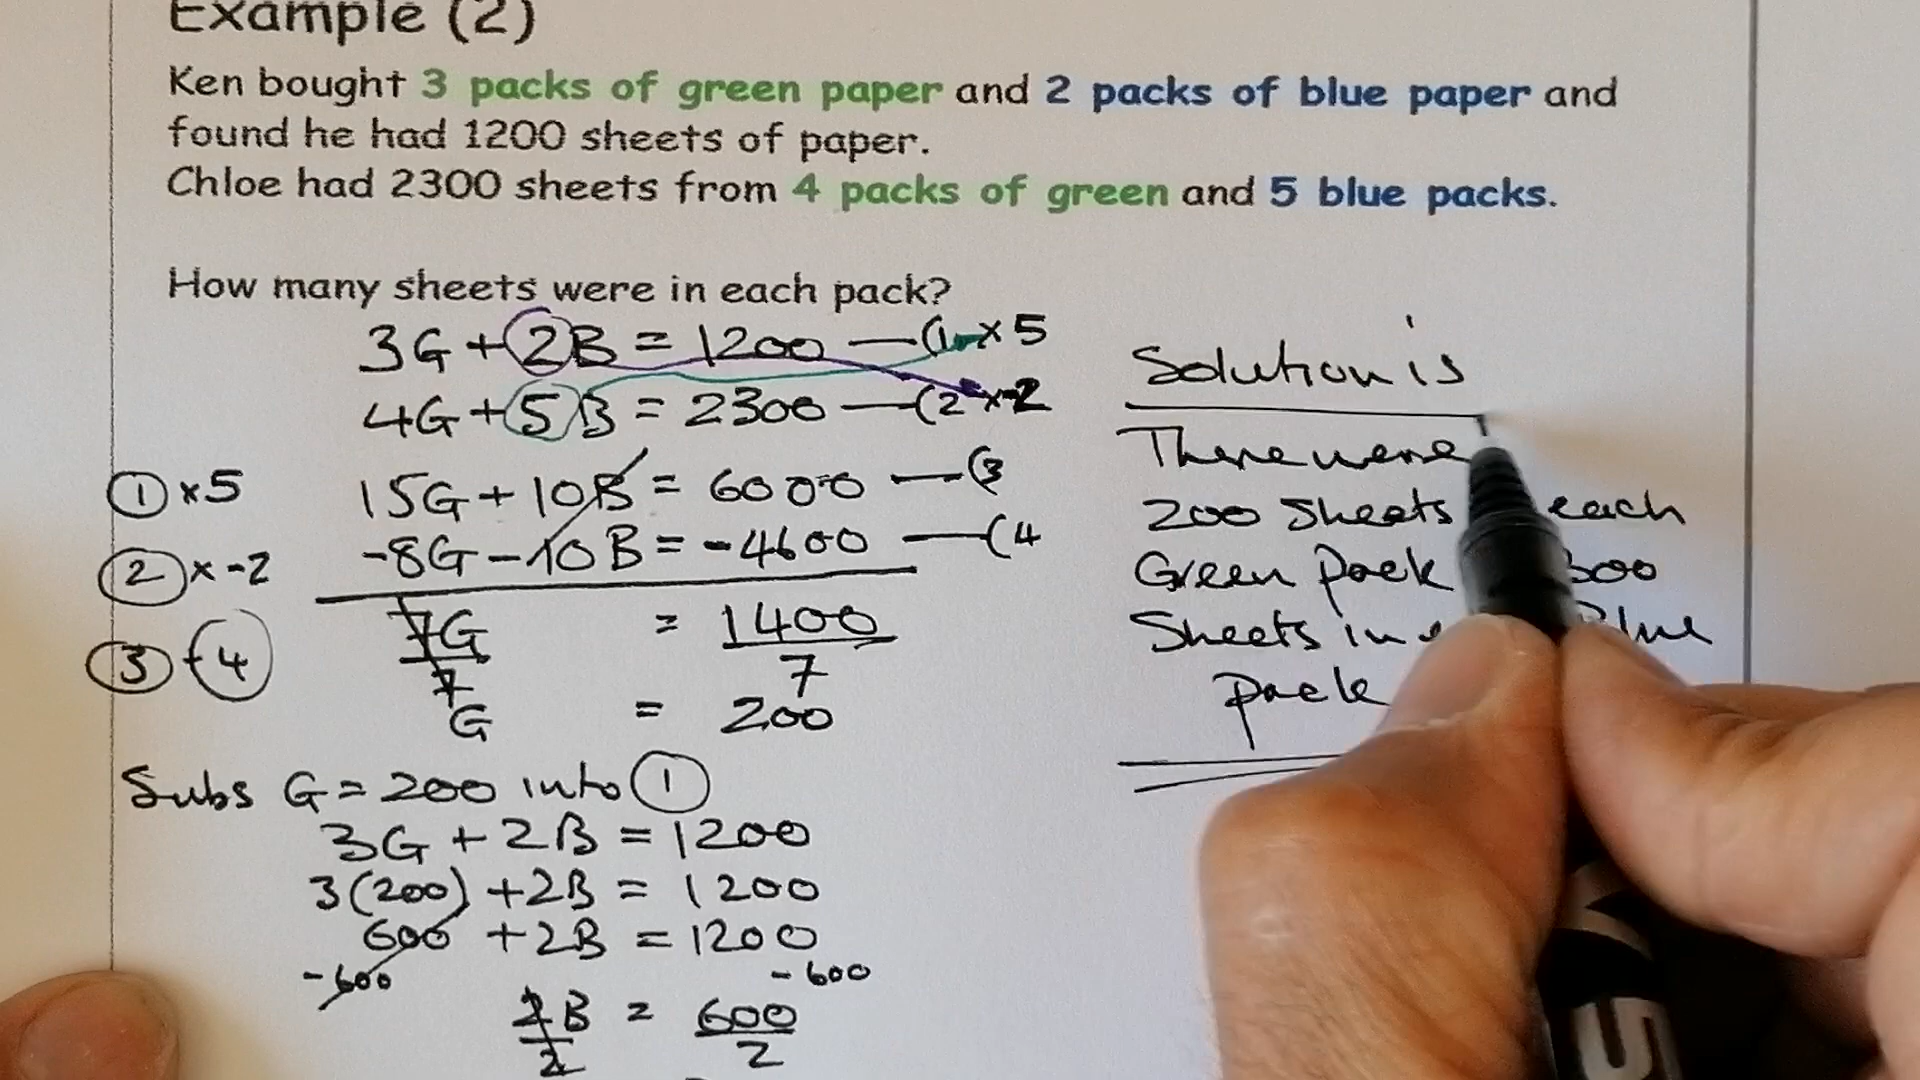 Example (2)
Ken bought 3 packs of green paper and 2 packs of blue paper and
found he had 1200 sheets of paper.
Chloe had 2300 sheets from 4 packs of green and 5 blue packs.
How many sheets were in each pack?
3G + 2B = 1200 —(1 x 5
4G + 5B = 2300 —(2 x -2
① x5 15G + 10B = 6000 —(3
② x -2 -8G - 10B = -4600 —(4
③ + ④ 7G/7 = 1400/7
G = 200
Subs G = 200 into ①
3G + 2B = 1200
3(200) + 2B = 1200
600 + 2B = 1200
-600 -600
2B/2 = 600/2
Solution is
There were
200 Sheets each
Green Pack 300
Sheets in Blue
pack